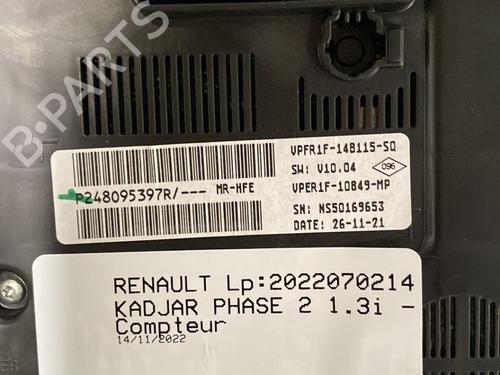 B-PARTS
VPFR1F-14B115-SQ
SW: V10.04
096
P248095397R/--- MR-HFE
VPER1F-10849-MP
SN: NS50169653
DATE: 26-11-21
RENAULT Lp:2022070214
KADJAR PHASE 2 1.3i -
Compteur
14/11/2022